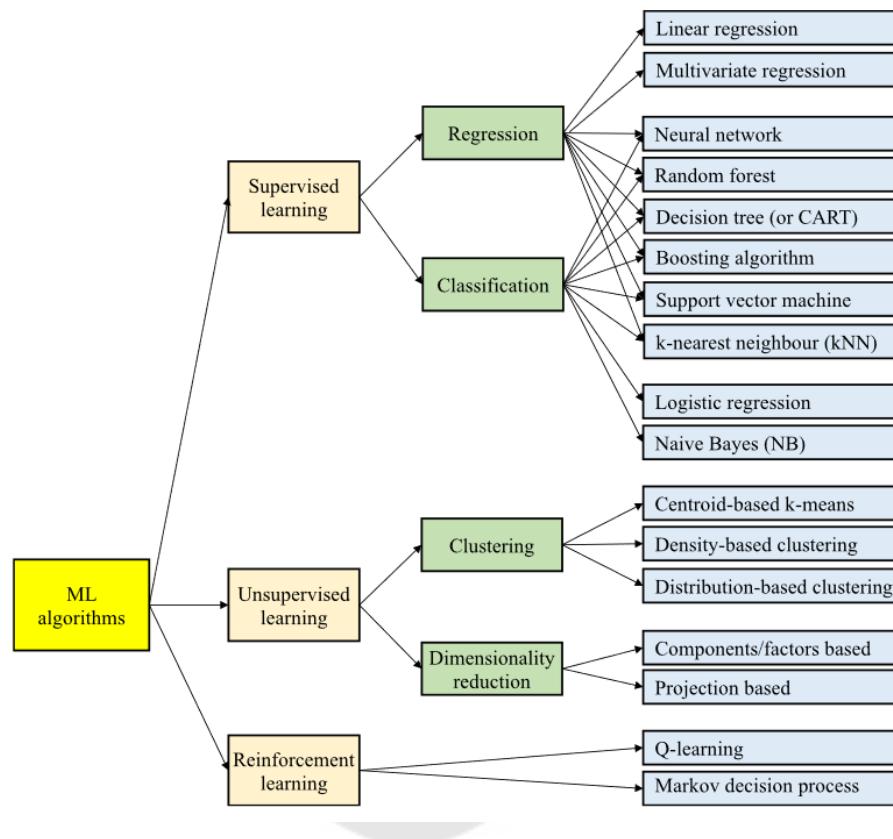 Linear regression
Multivariate regression
Regression
Neural network
Random forest
Supervised
learning
Decision tree (or CART)
Boosting algorithm
Classification
Support vector machine
k-nearest neighbour (kNN)
Logistic regression
Naive Bayes (NB)
Centroid-based k-means
Clustering
Density-based clustering
Distribution-based clustering
ML
algorithms
Unsupervised
learning
Dimensionality
reduction
Components/factors based
Projection based
Reinforcement
learning
Q-learning
Markov decision process